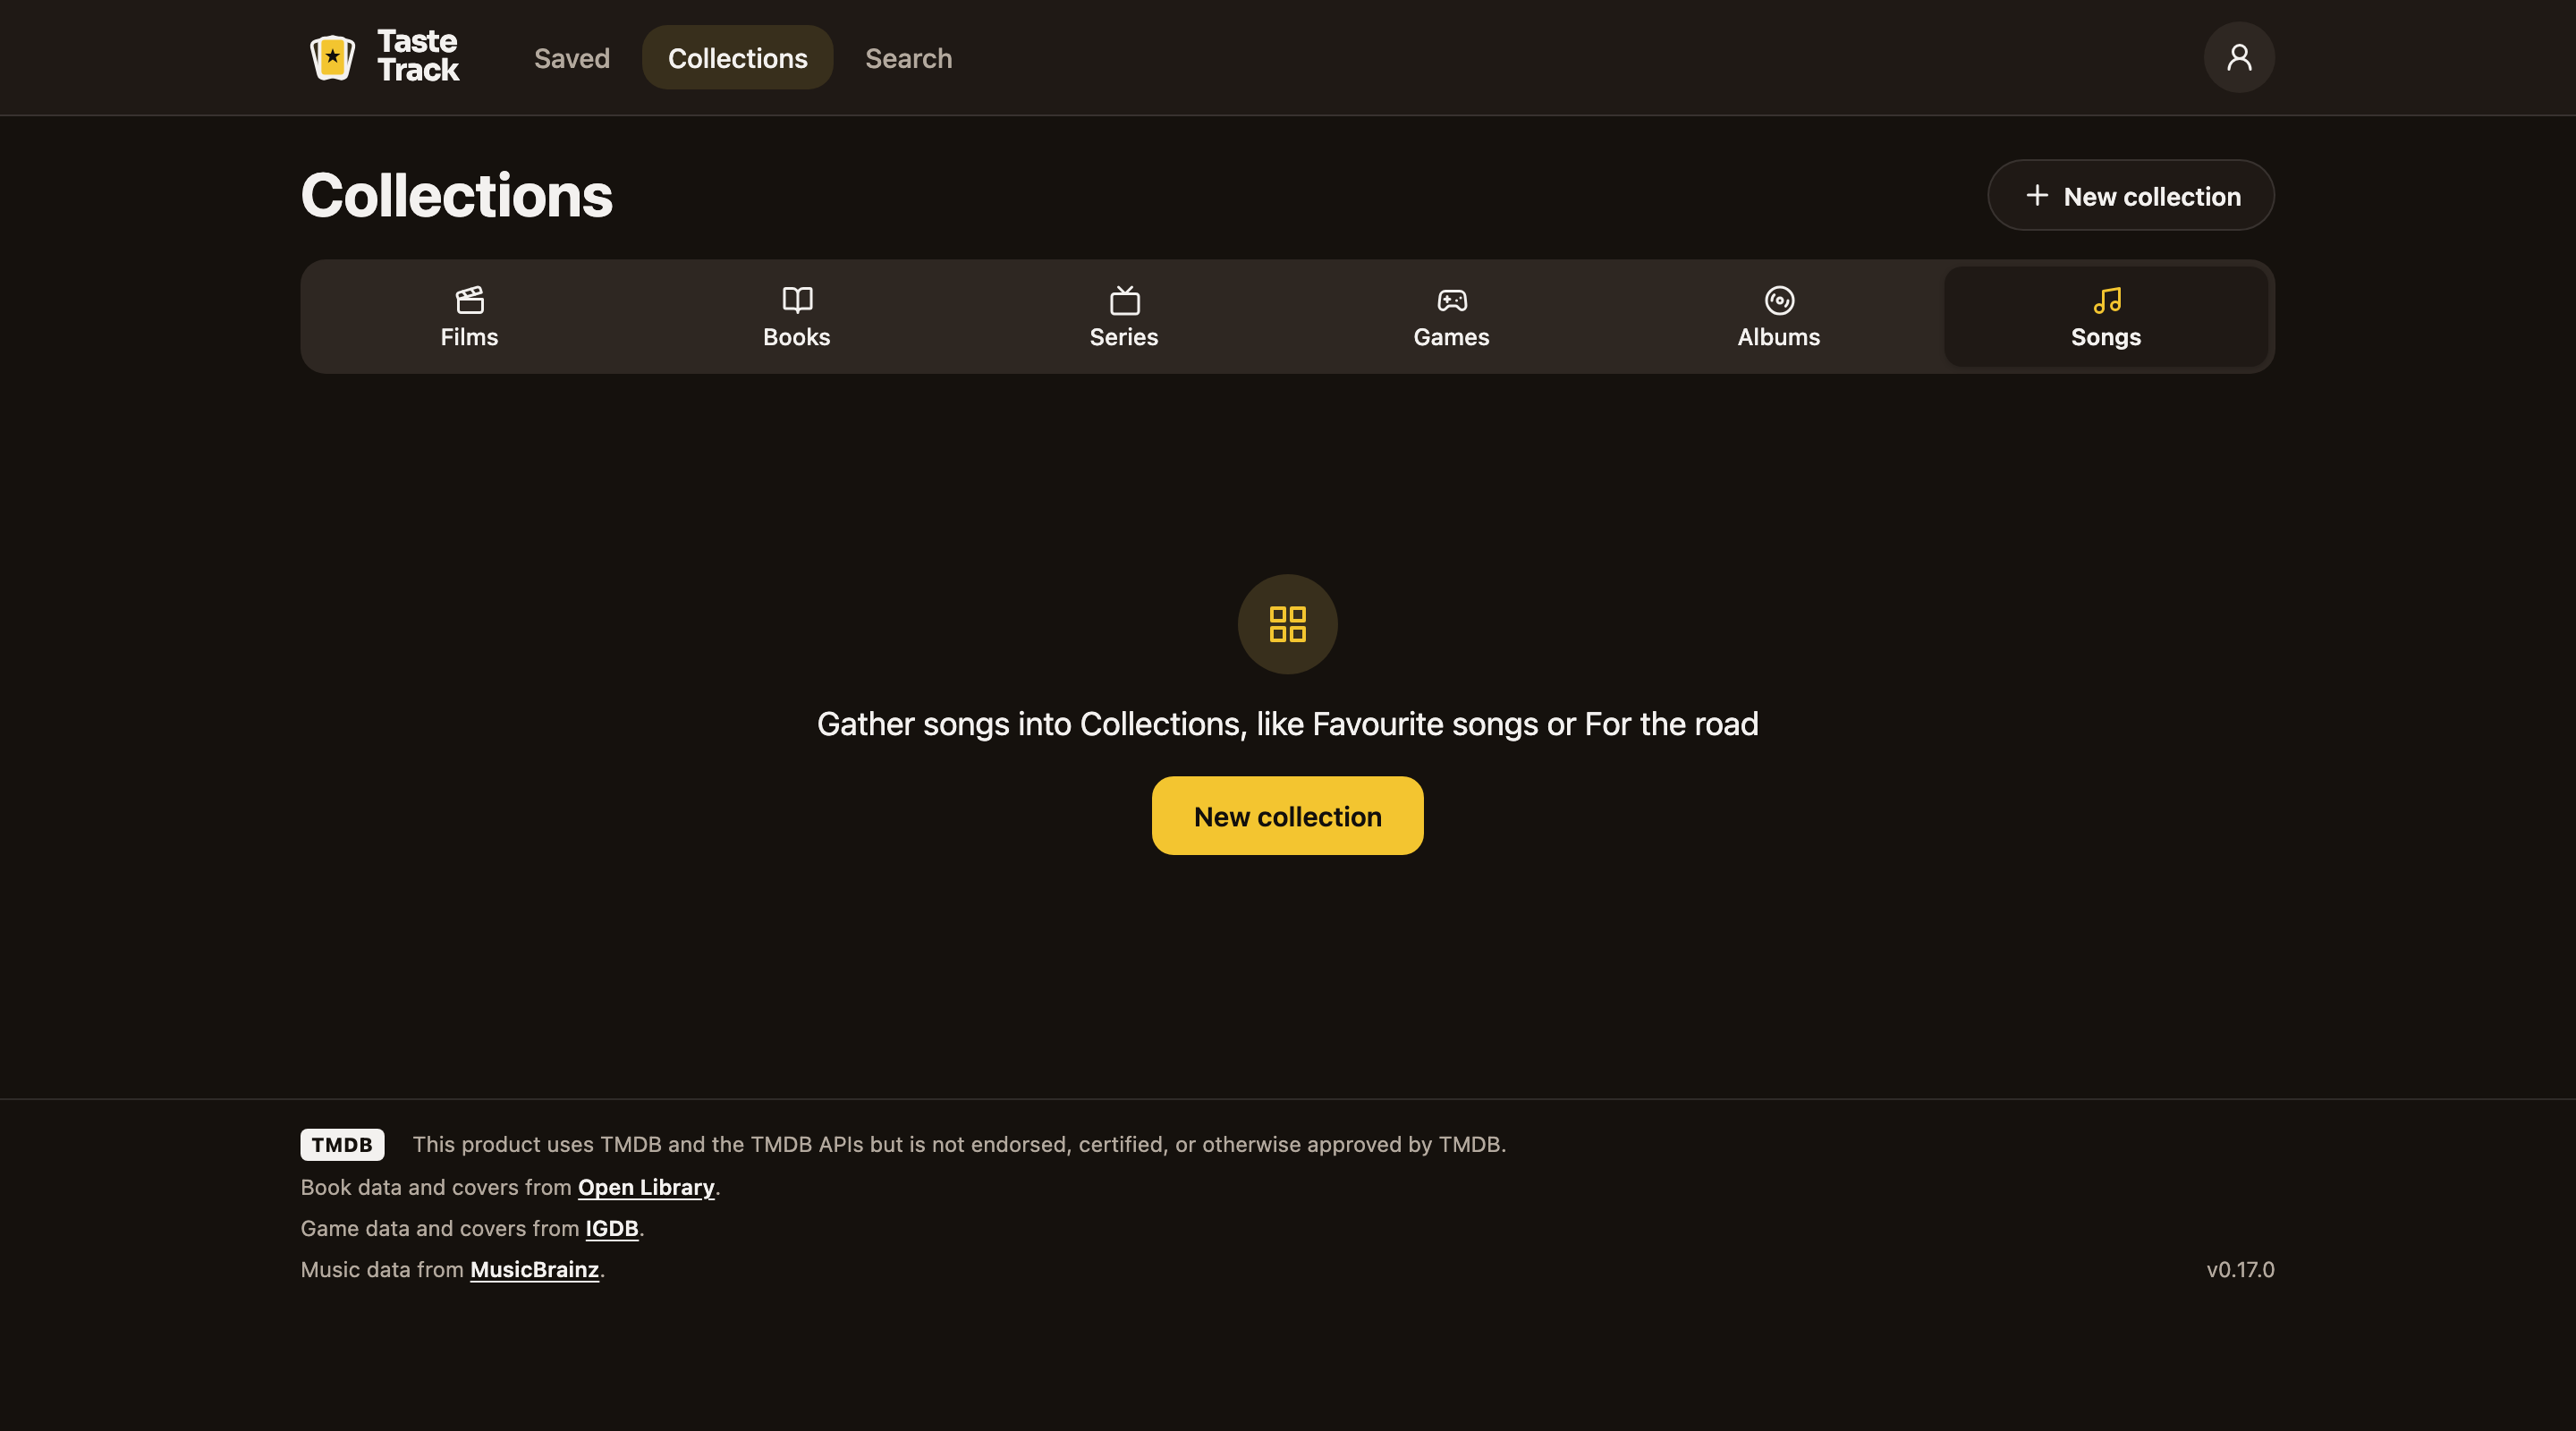 Taste
Track
Saved
Collections
Search
Collections
New collection
Films
Books
Series
Games
Albums
Songs
Gather songs into Collections, like Favourite songs or For the road
New collection
TMDB This product uses TMDB and the TMDB APIs but is not endorsed, certified, or otherwise approved by TMDB.
Book data and covers from Open Library.
Game data and covers from IGDB.
Music data from MusicBrainz.
v0.17.0